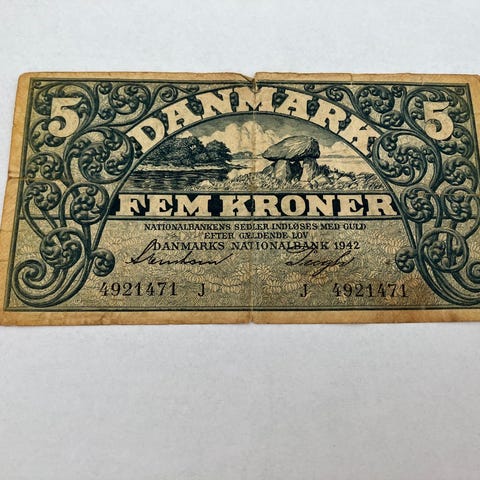 5 DANMARK 5
FEM KRONER
NATIONALBANKENS SEDLER INDLØSES MED GULD
EFTER GÆLDENDE LOV
DANMARKS NATIONALBANK 1942
4921471 J J 4921471